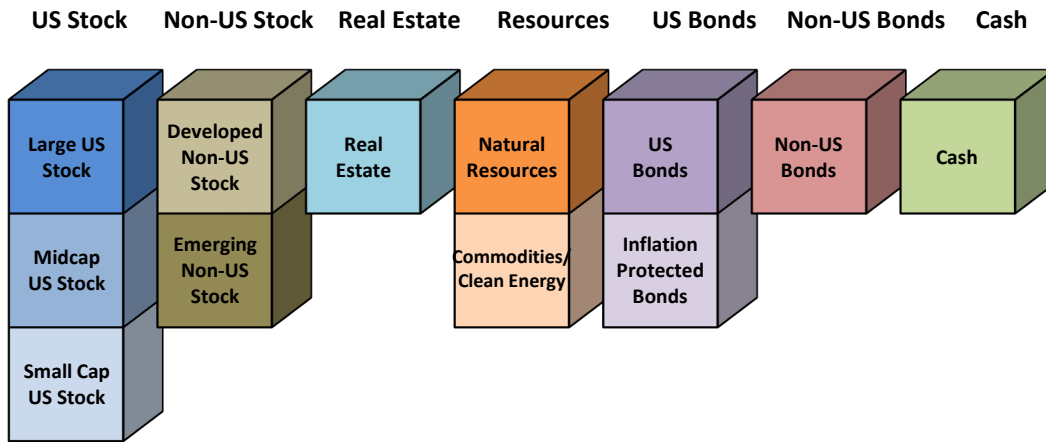 US Stock
Non-US Stock
Real Estate
Resources
US Bonds
Non-US Bonds
Cash
Large US
Stock
Developed
Non-US
Stock
Real
Estate
Natural
Resources
US
Bonds
Non-US
Bonds
Cash
Midcap
US Stock
Emerging
Non-US
Stock
Commodities/
Clean Energy
Inflation
Protected
Bonds
Small Cap
US Stock